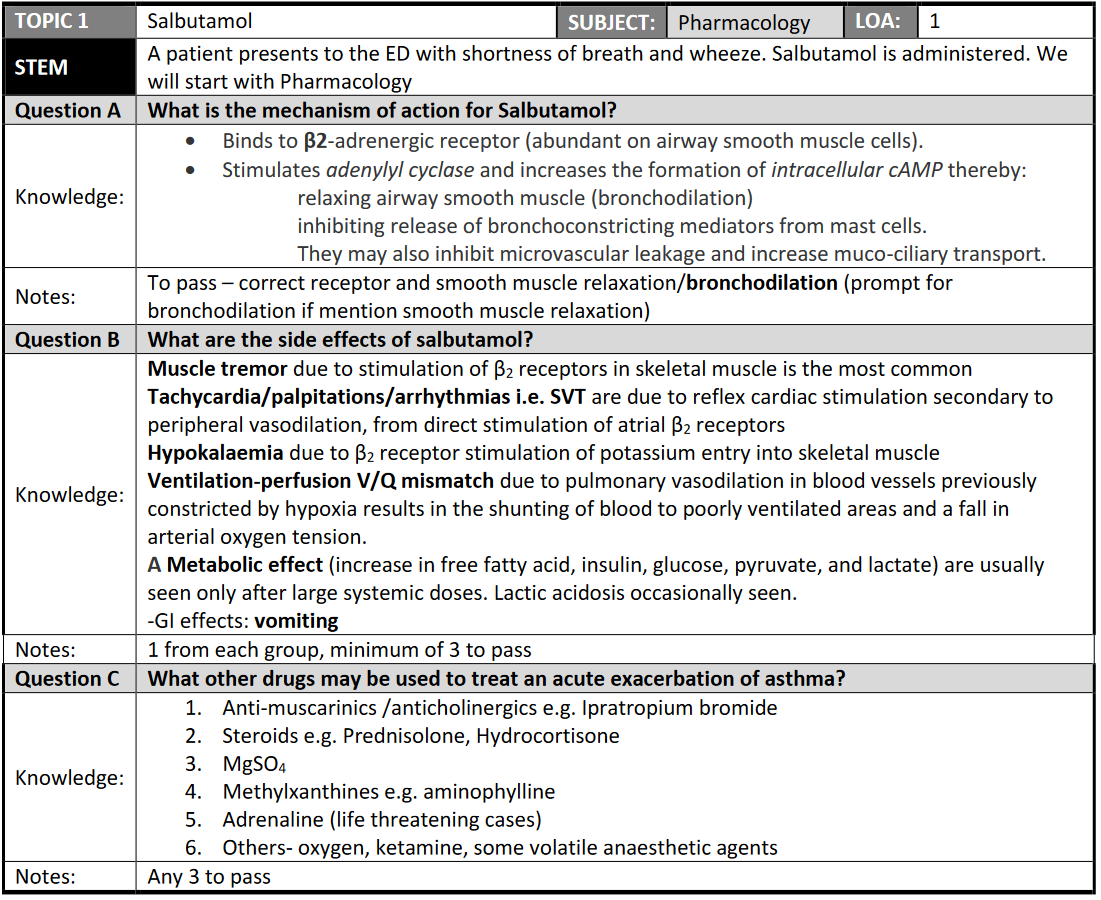 TOPIC 1 Salbutamol SUBJECT: Pharmacology LOA: 1
STEM A patient presents to the ED with shortness of breath and wheeze. Salbutamol is administered. We
will start with Pharmacology
Question A What is the mechanism of action for Salbutamol?
Knowledge:
• Binds to β2-adrenergic receptor (abundant on airway smooth muscle cells).
• Stimulates adenylyl cyclase and increases the formation of intracellular cAMP thereby:
relaxing airway smooth muscle (bronchodilation)
inhibiting release of bronchoconstricting mediators from mast cells.
They may also inhibit microvascular leakage and increase muco-ciliary transport.
Notes: To pass – correct receptor and smooth muscle relaxation/bronchodilation (prompt for
bronchodilation if mention smooth muscle relaxation)
Question B What are the side effects of salbutamol?
Knowledge:
Muscle tremor due to stimulation of β₂ receptors in skeletal muscle is the most common
Tachycardia/palpitations/arrhythmias i.e. SVT are due to reflex cardiac stimulation secondary to
peripheral vasodilation, from direct stimulation of atrial β₂ receptors
Hypokalaemia due to β₂ receptor stimulation of potassium entry into skeletal muscle
Ventilation-perfusion V/Q mismatch due to pulmonary vasodilation in blood vessels previously
constricted by hypoxia results in the shunting of blood to poorly ventilated areas and a fall in
arterial oxygen tension.
A Metabolic effect (increase in free fatty acid, insulin, glucose, pyruvate, and lactate) are usually
seen only after large systemic doses. Lactic acidosis occasionally seen.
-GI effects: vomiting
Notes: 1 from each group, minimum of 3 to pass
Question C What other drugs may be used to treat an acute exacerbation of asthma?
Knowledge:
1. Anti-muscarinics /anticholinergics e.g. Ipratropium bromide
2. Steroids e.g. Prednisolone, Hydrocortisone
3. MgSO₄
4. Methylxanthines e.g. aminophylline
5. Adrenaline (life threatening cases)
6. Others- oxygen, ketamine, some volatile anaesthetic agents
Notes: Any 3 to pass